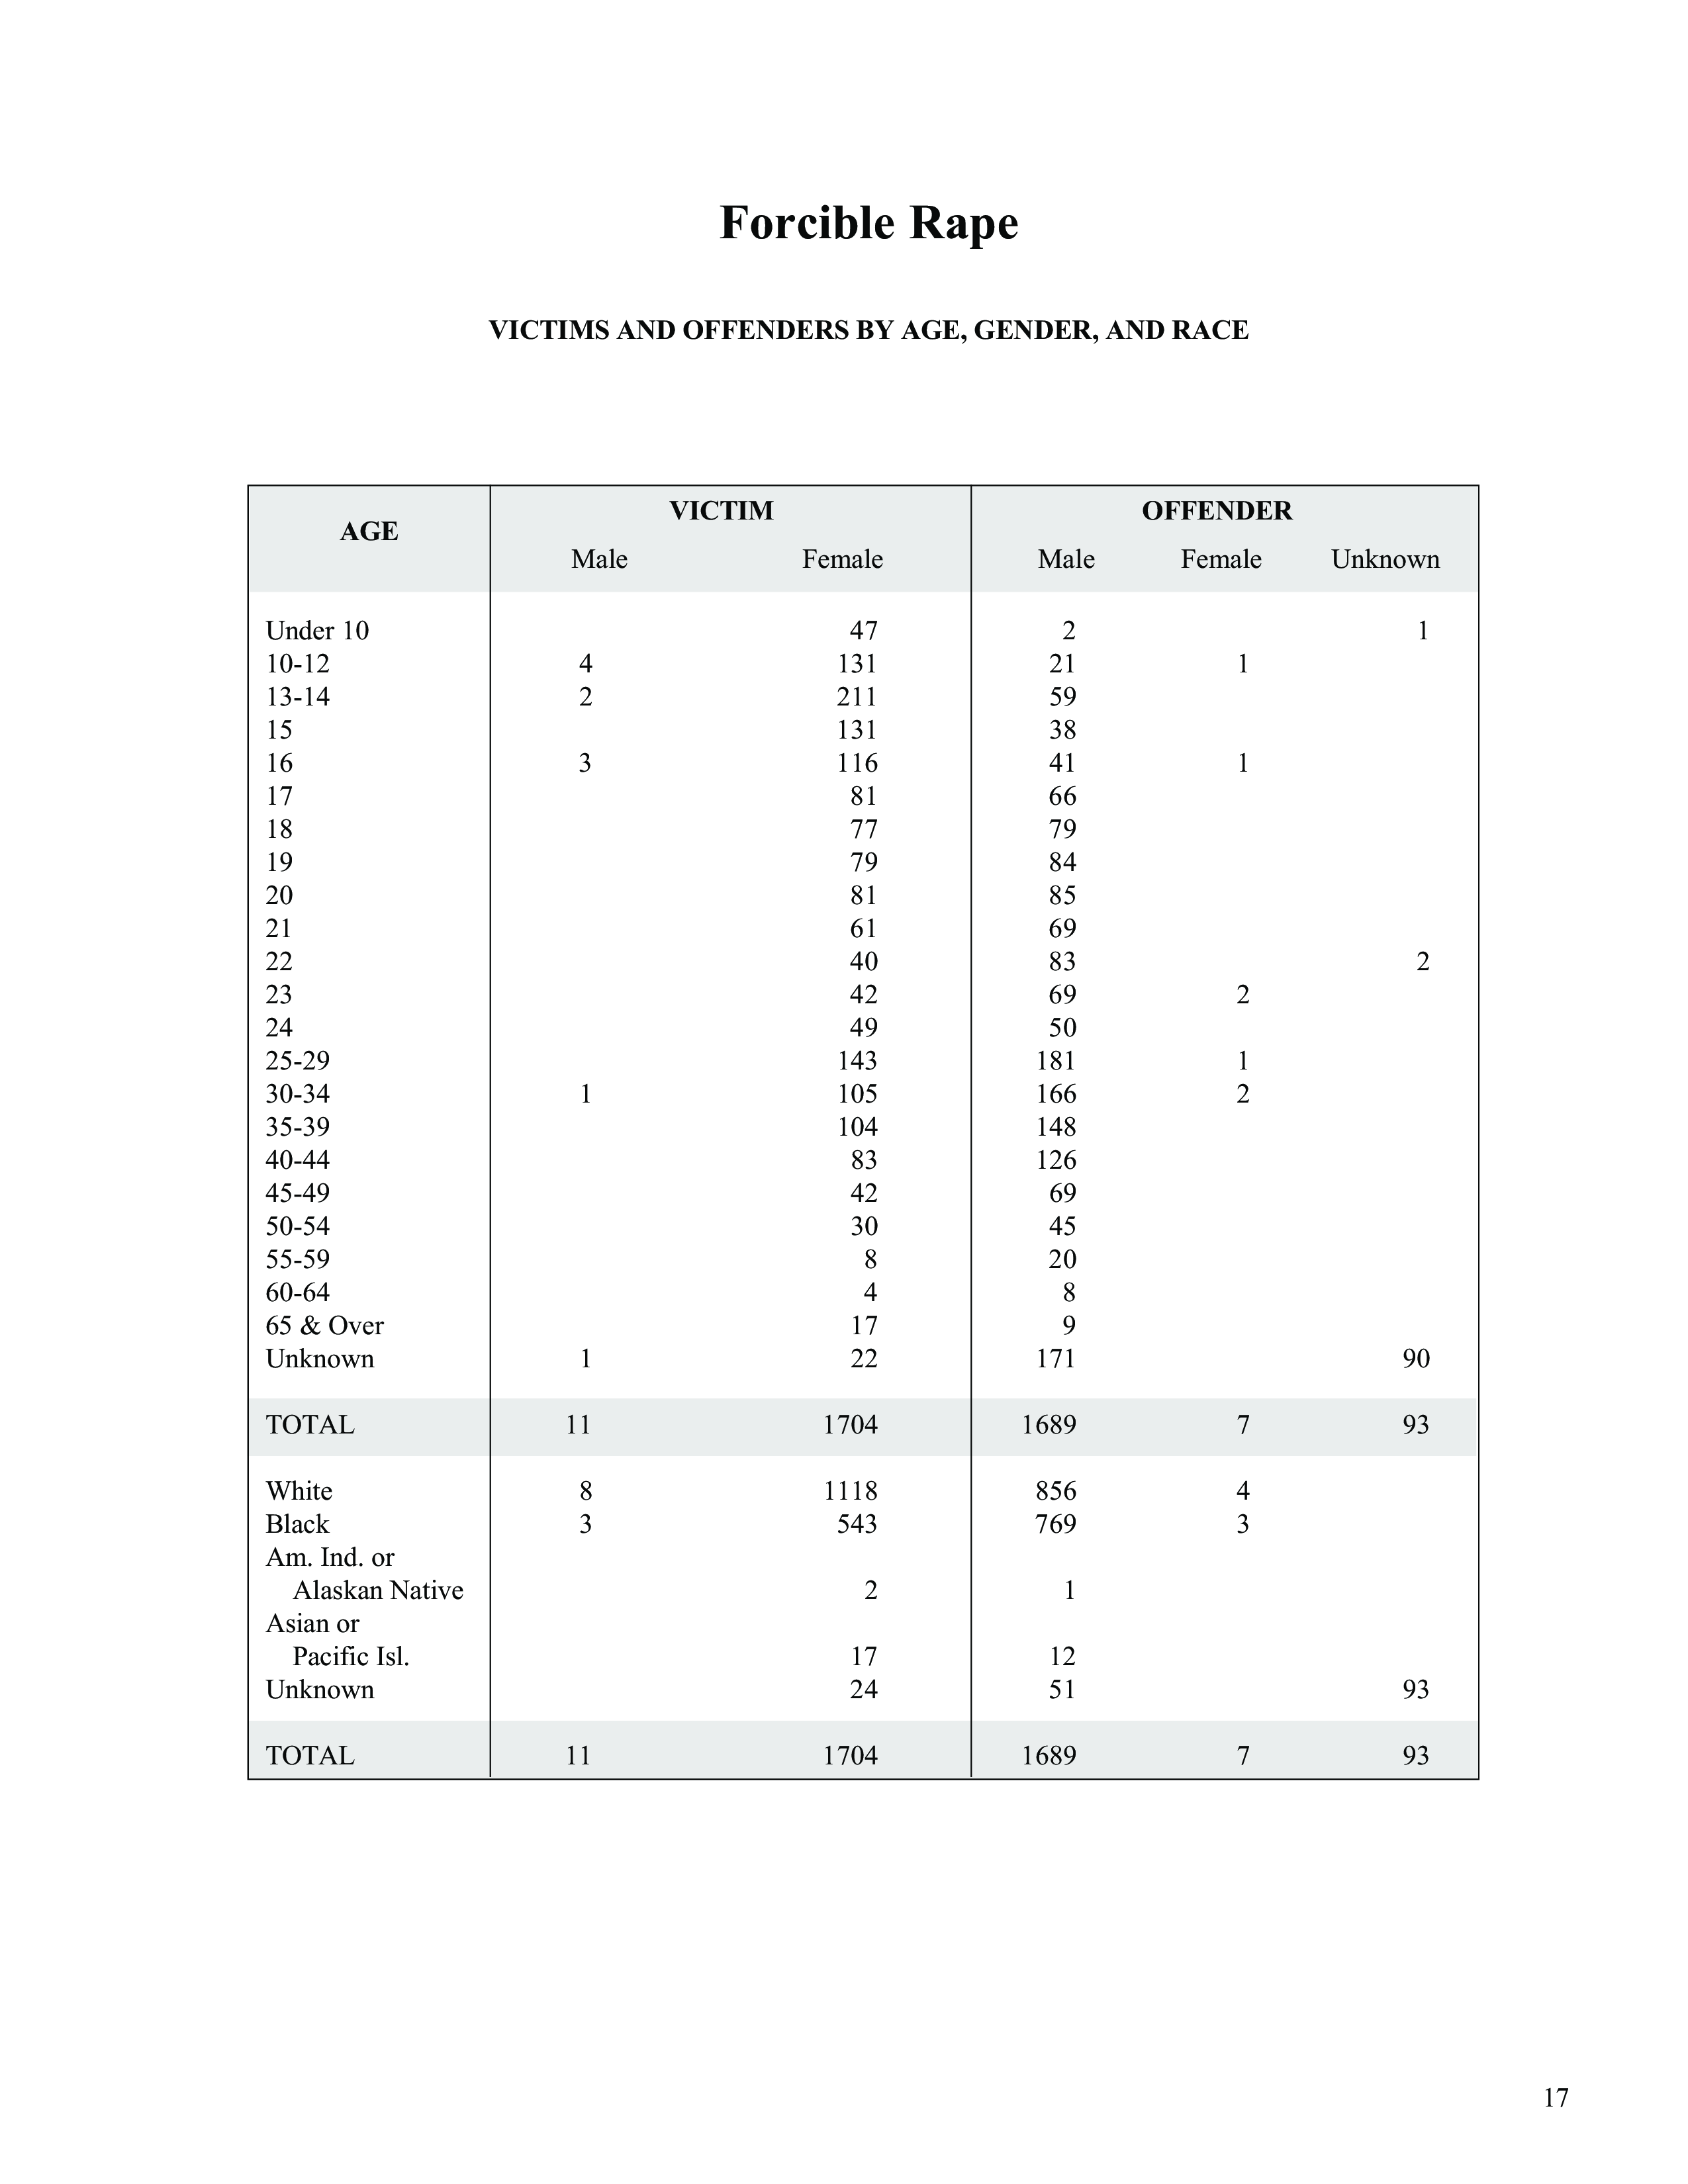 Forcible Rape
VICTIMS AND OFFENDERS BY AGE, GENDER, AND RACE
AGE VICTIM OFFENDER
Male Female Male Female Unknown
Under 10 47 2 1
10-12 4 131 21 1
13-14 2 211 59
15 131 38
16 3 116 41 1
17 81 66
18 77 79
19 79 84
20 81 85
21 61 69
22 40 83 2
23 42 69 2
24 49 50
25-29 143 181 1
30-34 1 105 166 2
35-39 104 148
40-44 83 126
45-49 42 69
50-54 30 45
55-59 8 20
60-64 4 8
65 & Over 17 9
Unknown 1 22 171 90
TOTAL 11 1704 1689 7 93
White 8 1118 856 4
Black 3 543 769 3
Am. Ind. or
Alaskan Native 2 1
Asian or
Pacific Isl. 17 12
Unknown 24 51 93
TOTAL 11 1704 1689 7 93
17